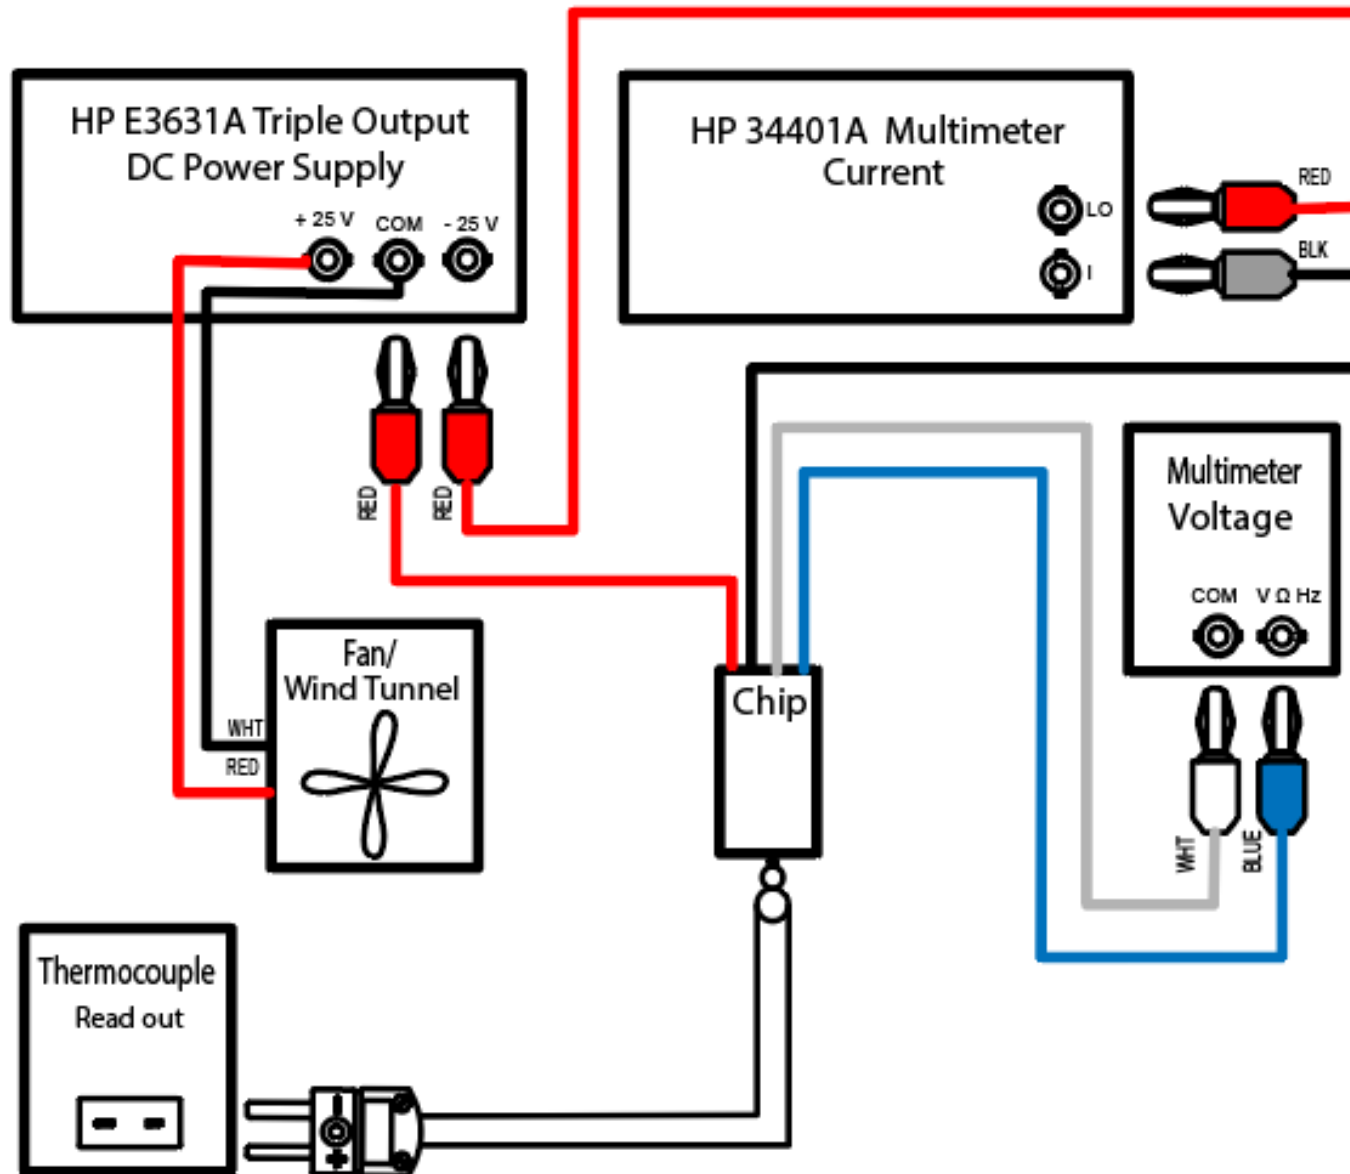 HP E3631A Triple Output
DC Power Supply
+ 25 V
COM
- 25 V
HP 34401A Multimeter
Current
LO
I
RED
BLK
RED
RED
Multimeter
Voltage
COM
V Ω Hz
Fan/
Wind Tunnel
WHT
RED
Chip
WHT
BLUE
Thermocouple
Read out
-
+